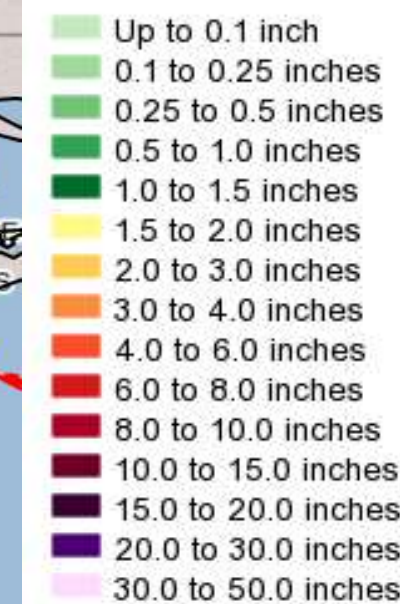 Up to 0.1 inch
0.1 to 0.25 inches
0.25 to 0.5 inches
0.5 to 1.0 inches
1.0 to 1.5 inches
1.5 to 2.0 inches
2.0 to 3.0 inches
3.0 to 4.0 inches
4.0 to 6.0 inches
6.0 to 8.0 inches
8.0 to 10.0 inches
10.0 to 15.0 inches
15.0 to 20.0 inches
20.0 to 30.0 inches
30.0 to 50.0 inches